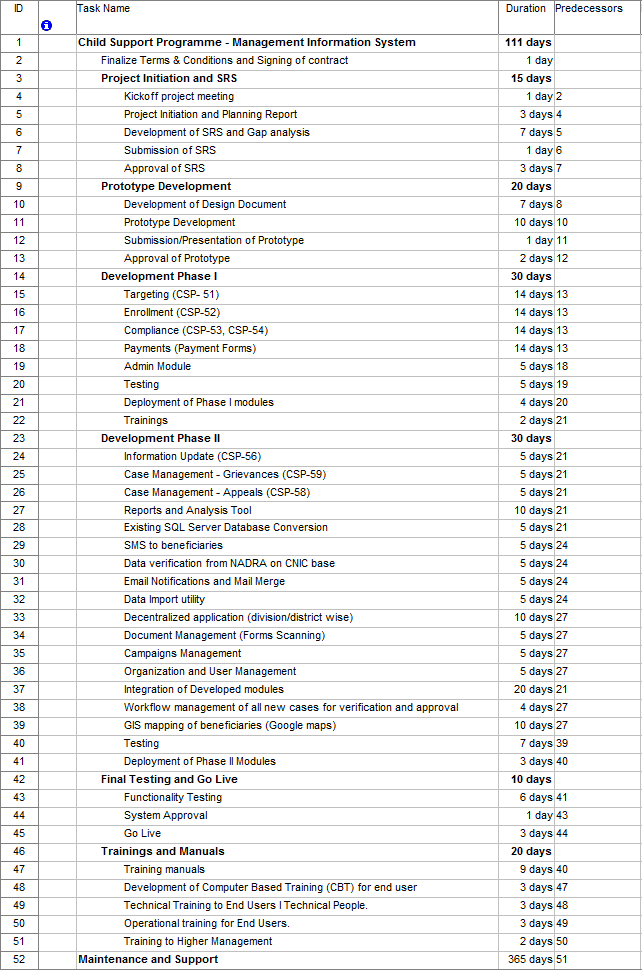 ID Task Name Duration Predecessors
1 Child Support Programme - Management Information System 111 days
2 Finalize Terms & Conditions and Signing of contract 1 day
3 Project Initiation and SRS 15 days
4 Kickoff project meeting 1 day 2
5 Project Initiation and Planning Report 3 days 4
6 Development of SRS and Gap analysis 7 days 5
7 Submission of SRS 1 day 6
8 Approval of SRS 3 days 7
9 Prototype Development 20 days
10 Development of Design Document 7 days 8
11 Prototype Development 10 days 10
12 Submission/Presentation of Prototype 1 day 11
13 Approval of Prototype 2 days 12
14 Development Phase I 30 days
15 Targeting (CSP- 51) 14 days 13
16 Enrollment (CSP-52) 14 days 13
17 Compliance (CSP-53, CSP-54) 14 days 13
18 Payments (Payment Forms) 14 days 13
19 Admin Module 5 days 18
20 Testing 5 days 19
21 Deployment of Phase I modules 4 days 20
22 Trainings 2 days 21
23 Development Phase II 30 days
24 Information Update (CSP-56) 5 days 21
25 Case Management - Grievances (CSP-59) 5 days 21
26 Case Management - Appeals (CSP-58) 5 days 21
27 Reports and Analysis Tool 10 days 21
28 Existing SQL Server Database Conversion 5 days 21
29 SMS to beneficiaries 5 days 24
30 Data verification from NADRA on CNIC base 5 days 24
31 Email Notifications and Mail Merge 5 days 24
32 Data Import utility 5 days 24
33 Decentralized application (division/district wise) 10 days 27
34 Document Management (Forms Scanning) 5 days 27
35 Campaigns Management 5 days 27
36 Organization and User Management 5 days 27
37 Integration of Developed modules 20 days 21
38 Workflow management of all new cases for verification and approval 4 days 27
39 GIS mapping of beneficiaries (Google maps) 10 days 27
40 Testing 7 days 39
41 Deployment of Phase II Modules 3 days 40
42 Final Testing and Go Live 10 days
43 Functionality Testing 6 days 41
44 System Approval 1 day 43
45 Go Live 3 days 44
46 Trainings and Manuals 20 days
47 Training manuals 9 days 40
48 Development of Computer Based Training (CBT) for end user 3 days 47
49 Technical Training to End Users I Technical People. 3 days 48
50 Operational training for End Users. 3 days 49
51 Training to Higher Management 2 days 50
52 Maintenance and Support 365 days 51